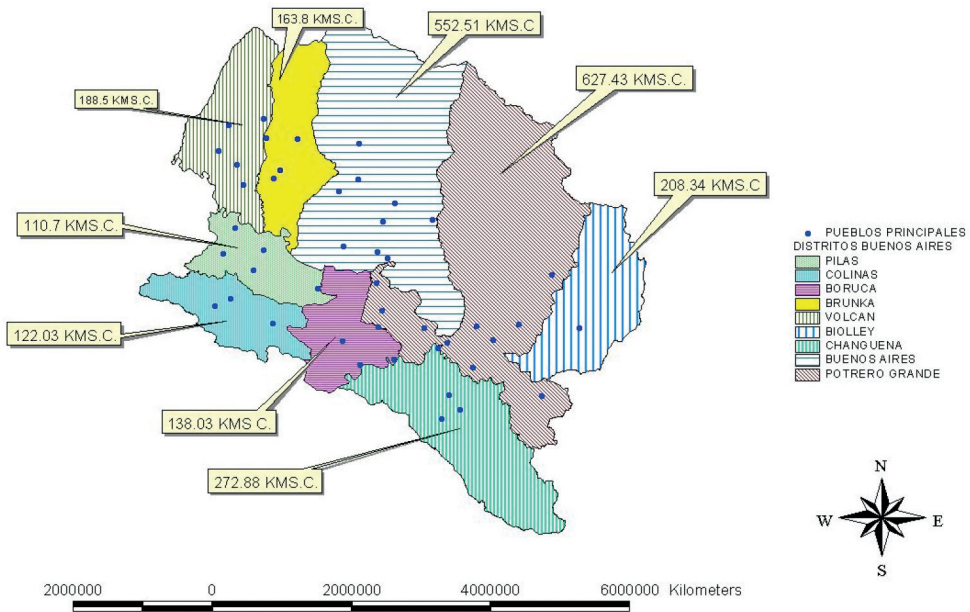 163.8 KMS.C.
552.51 KMS.C
627.43 KMS.C
188.5 KMS.C.
208.34 KMS.C
110.7 KMS.C.
122.03 KMS.C
138.03 KMS C.
272.88 KMS.C.
PUEBLOS PRINCIPALES
DISTRITOS BUENOS AIRES
PILAS
COLINAS
BORUCA
BRUNKA
VOLCAN
BIOLLEY
CHANGUENA
BUENOS AIRES
POTRERO GRANDE
N
W
E
S
2000000 0 2000000 4000000 6000000 Kilometers